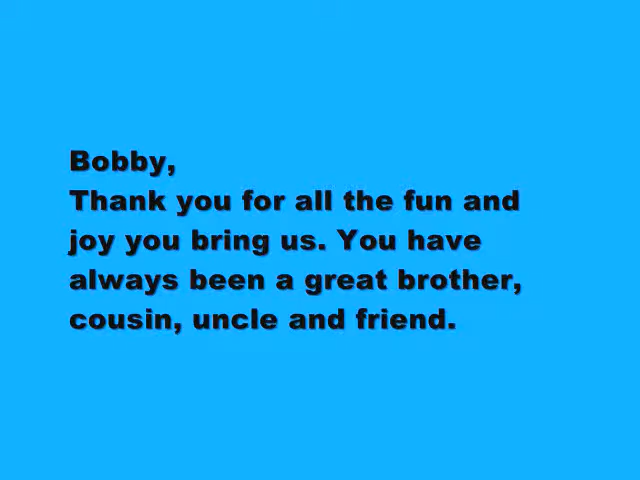 Bobby,
Thank you for all the fun and
joy you bring us. You have
always been a great brother,
cousin, uncle and friend.